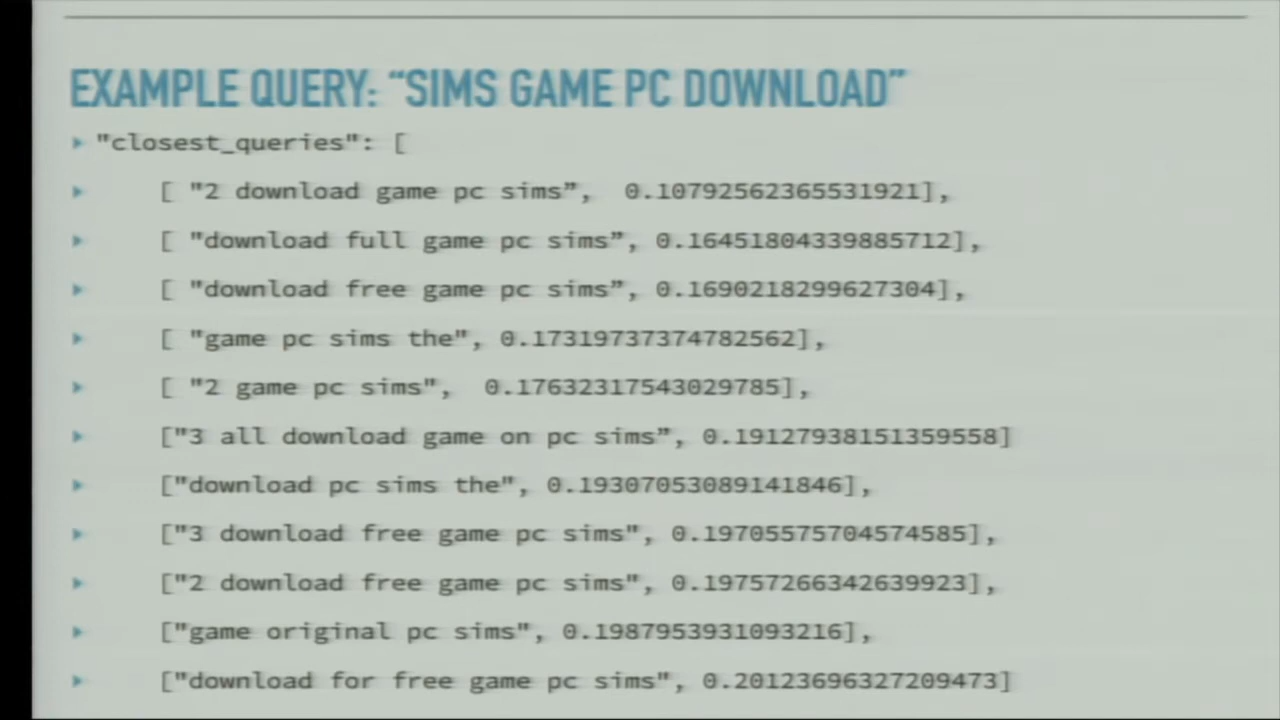 EXAMPLE QUERY: “SIMS GAME PC DOWNLOAD”
"closest_queries": [
[ "2 download game pc sims”, 0.10792562365531921],
[ "download full game pc sims”, 0.16451804339885712],
[ "download free game pc sims”, 0.1690218299627304],
[ "game pc sims the", 0.17319737374782562],
[ "2 game pc sims", 0.17632317543029785],
["3 all download game on pc sims”, 0.19127938151359558]
["download pc sims the", 0.19307053089141846],
["3 download free game pc sims", 0.19705575704574585],
["2 download free game pc sims", 0.19757266342639923],
["game original pc sims", 0.1987953931093216],
["download for free game pc sims", 0.20123696327209473]